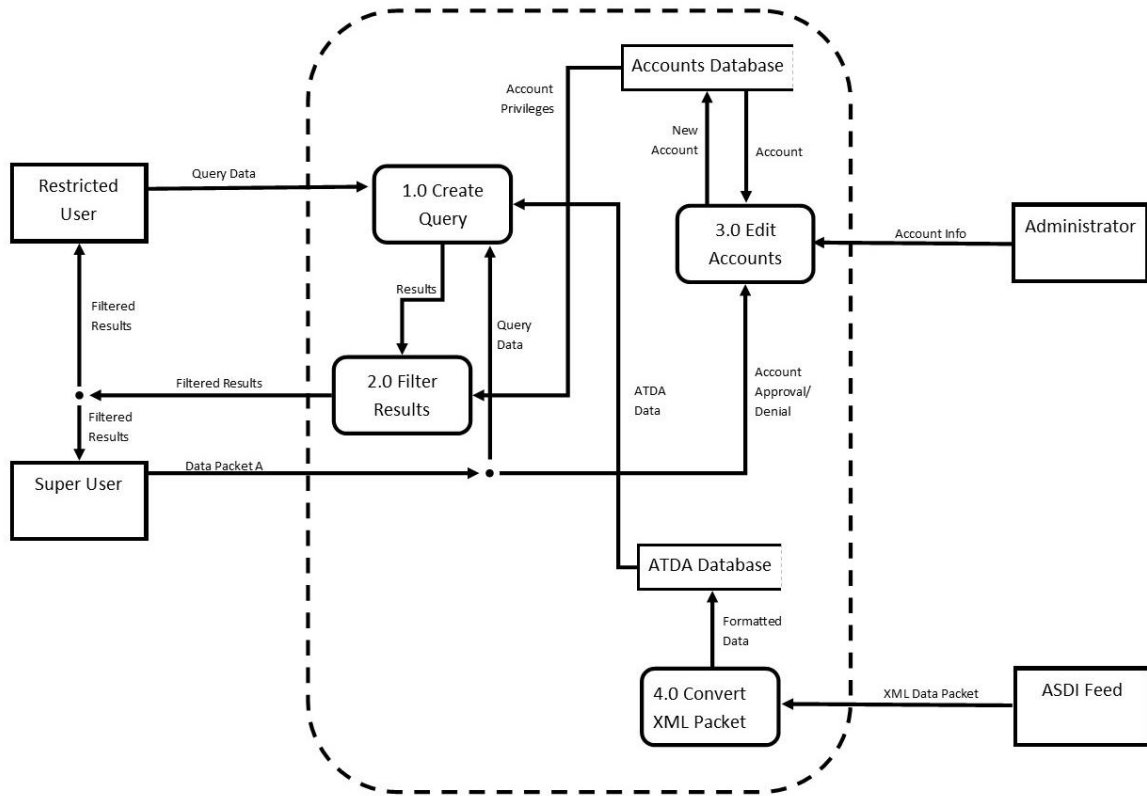 Accounts Database
Account
Privileges
New
Account
Account
Query Data
Restricted
User
1.0 Create
Query
3.0 Edit
Accounts
Account Info
Administrator
Results
Filtered
Results
Query
Data
2.0 Filter
Results
Filtered Results
ATDA
Data
Account
Approval/
Denial
Filtered
Results
Data Packet A
Super User
ATDA Database
Formatted
Data
4.0 Convert
XML Packet
XML Data Packet
ASDI Feed